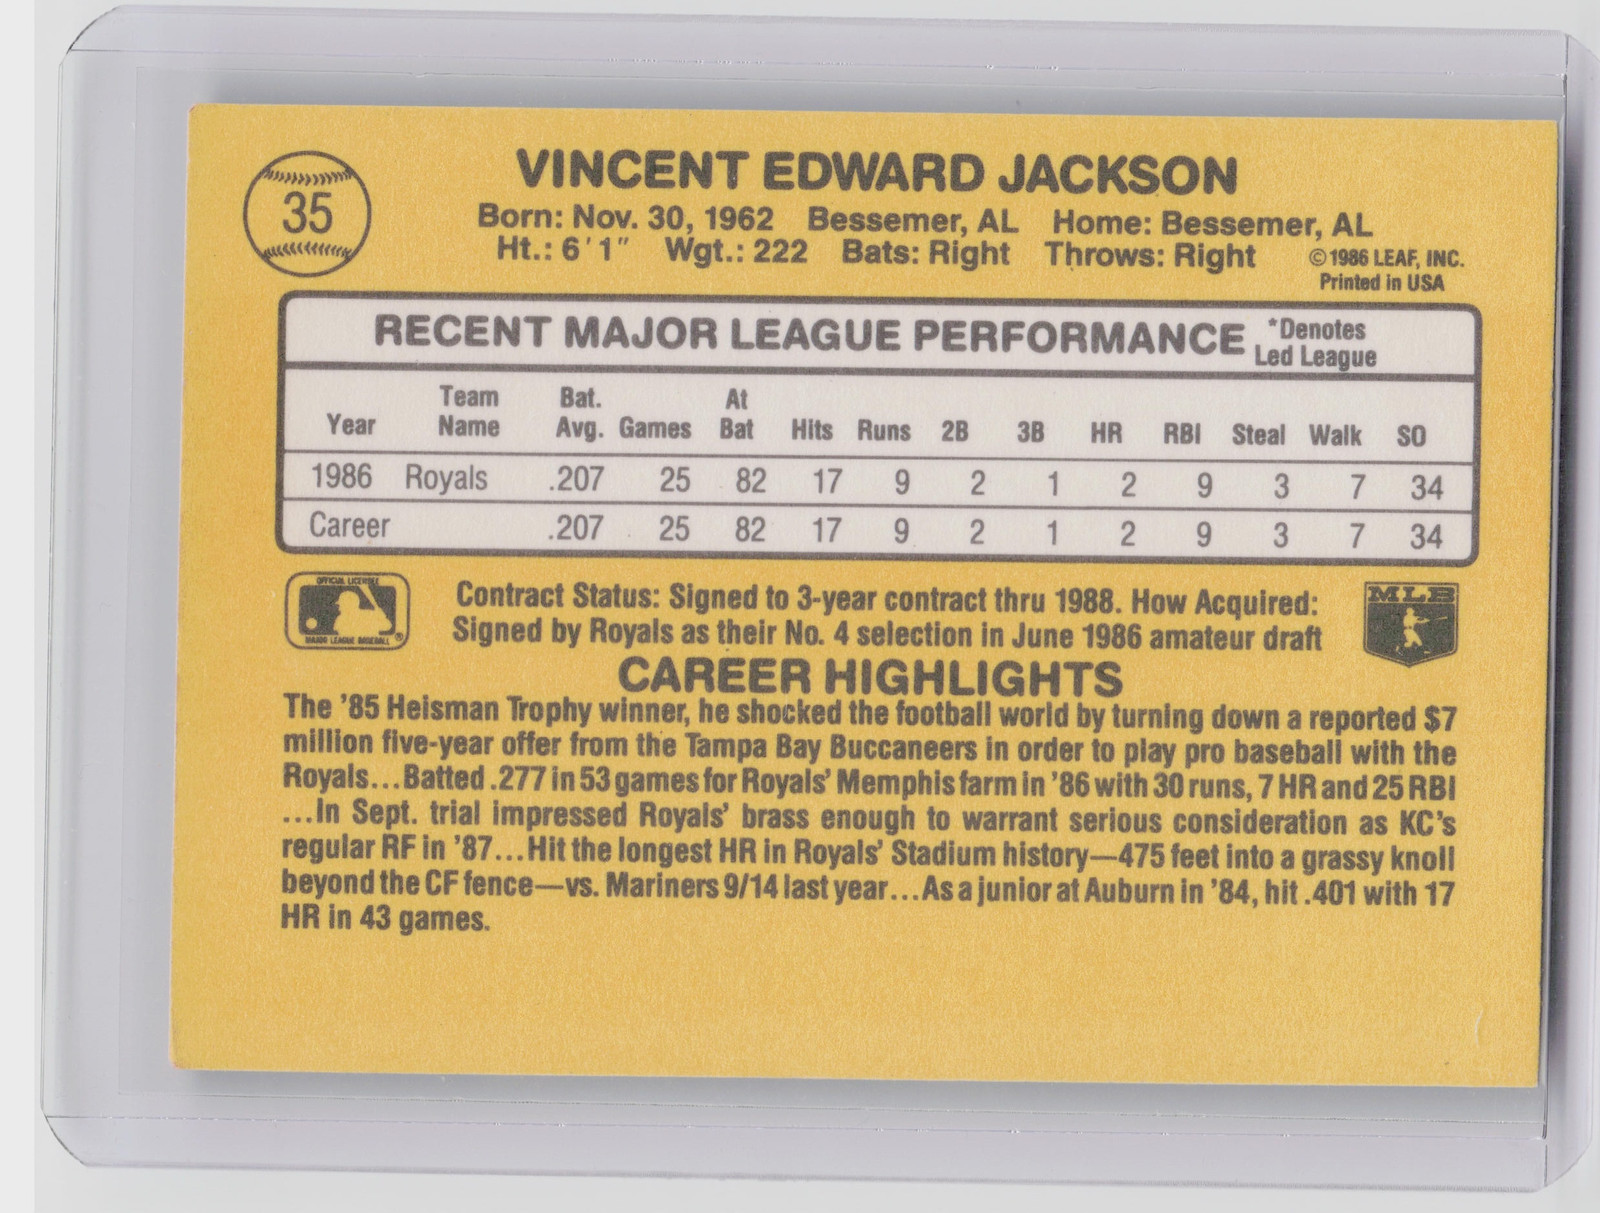 35
VINCENT EDWARD JACKSON
Born: Nov. 30, 1962 Bessemer, AL Home: Bessemer, AL
Ht.: 6'1" Wgt.: 222 Bats: Right Throws: Right
©1986 LEAF, INC.
Printed in USA
RECENT MAJOR LEAGUE PERFORMANCE *Denotes
Led League
Year Team Name Bat. Avg. Games At Bat Hits Runs 2B 3B HR RBI Steal Walk SO
1986 Royals .207 25 82 17 9 2 1 2 9 3 7 34
Career .207 25 82 17 9 2 1 2 9 3 7 34
OFFICIAL LICENSEE
MAJOR LEAGUE BASEBALL ®
Contract Status: Signed to 3-year contract thru 1988. How Acquired:
Signed by Royals as their No. 4 selection in June 1986 amateur draft
MLB
CAREER HIGHLIGHTS
The '85 Heisman Trophy winner, he shocked the football world by turning down a reported $7
million five-year offer from the Tampa Bay Buccaneers in order to play pro baseball with the
Royals...Batted .277 in 53 games for Royals' Memphis farm in '86 with 30 runs, 7 HR and 25 RBI
...In Sept. trial impressed Royals' brass enough to warrant serious consideration as KC's
regular RF in '87...Hit the longest HR in Royals' Stadium history—475 feet into a grassy knoll
beyond the CF fence—vs. Mariners 9/14 last year...As a junior at Auburn in '84, hit .401 with 17
HR in 43 games.